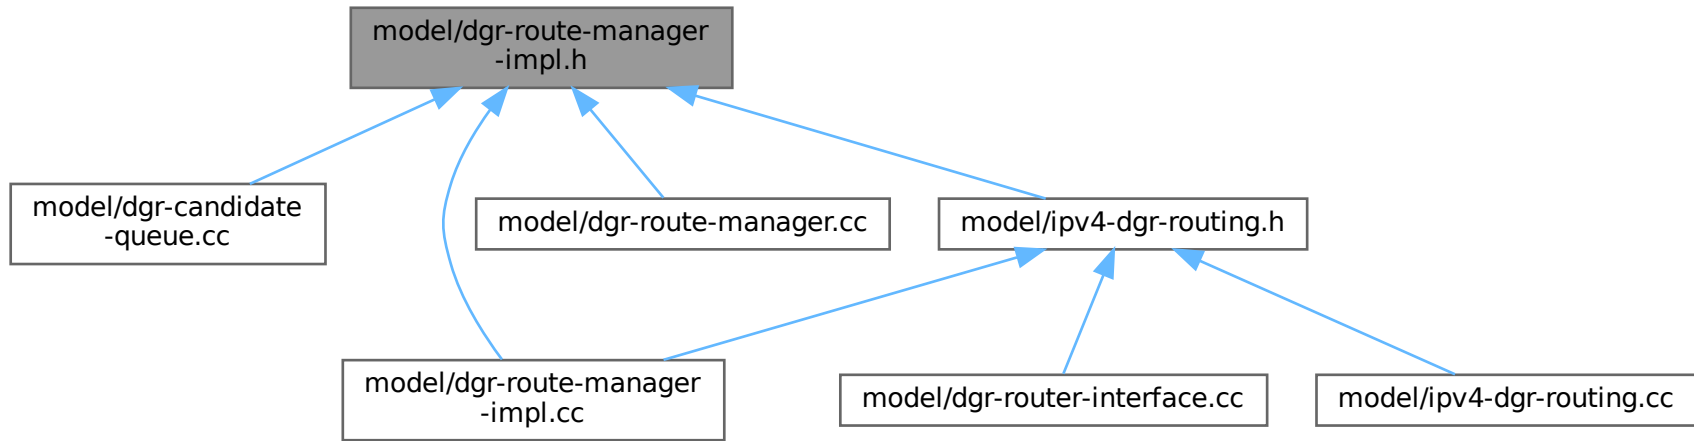 model/dgr-route-manager
-impl.h
model/dgr-candidate
-queue.cc
model/dgr-route-manager.cc
model/ipv4-dgr-routing.h
model/dgr-route-manager
-impl.cc
model/dgr-router-interface.cc
model/ipv4-dgr-routing.cc